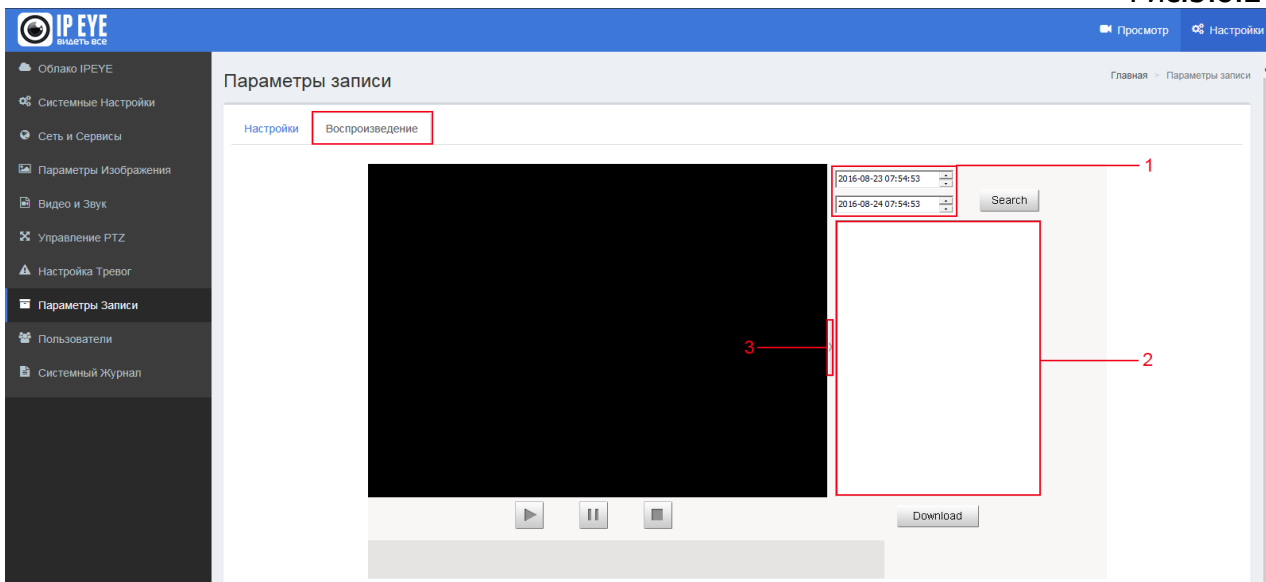 IP EYE
ВИДЕТЬ ВСЕ
Просмотр
Настройки
Облако IPEYE
Системные Настройки
Сеть и Сервисы
Параметры Изображения
Видео и Звук
Управление PTZ
Настройка Тревог
Параметры Записи
Пользователи
Системный Журнал
Параметры записи
Главная > Параметры записи
Настройки
Воспроизведение
2016-08-23 07:54:53
2016-08-24 07:54:53
Search
1
2
3
Download